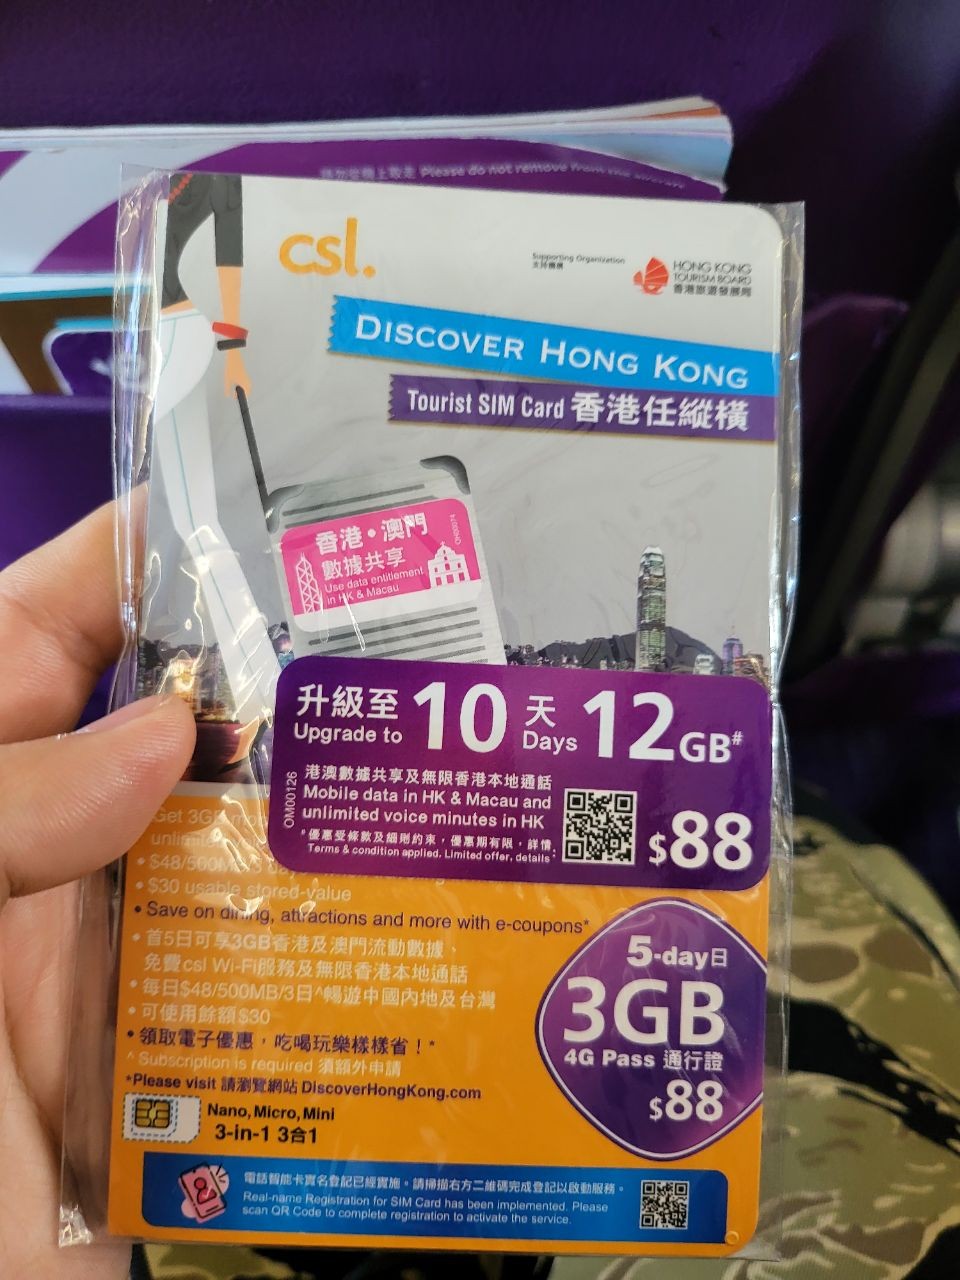 Please do not remove from
csl.
Supporting Organization
支持機構
HONG KONG
TOURISM BOARD
香港旅遊發展局
DISCOVER HONG KONG
Tourist SIM Card 香港任縱橫
香港・澳門
數據共享
Use data entitlement
in HK & Macau
升級至 10 天 12GB#
Upgrade to Days
港澳數據共享及無限香港本地通話
Mobile data in HK & Macau and
unlimited voice minutes in HK
OM00126
$88
#優惠受條款及細則約束，優惠期有限，詳情:
Terms & condition applied. Limited offer, details:
Get 3GB
• $48/500MB/3
• $30 usable stored-value
• Save on dining, attractions and more with e-coupons*
• 首5日可享3GB香港及澳門流動數據、
免費csl Wi-Fi服務及無限香港本地通話
• 每日$48/500MB/3日^暢遊中國內地及台灣
• 可使用餘額$30
• 領取電子優惠，吃喝玩樂樣樣省！*
^ Subscription is required 須額外申請
*Please visit 請瀏覽網站 DiscoverHongKong.com
5-day日
3GB
4G Pass 通行證
$88
Nano, Micro, Mini
3-in-1 3合1
電話智能卡實名登記已經實施。請掃描右方二維碼完成登記以啟動服務。
Real-name Registration for SIM Card has been implemented. Please
scan QR Code to complete registration to activate the service.